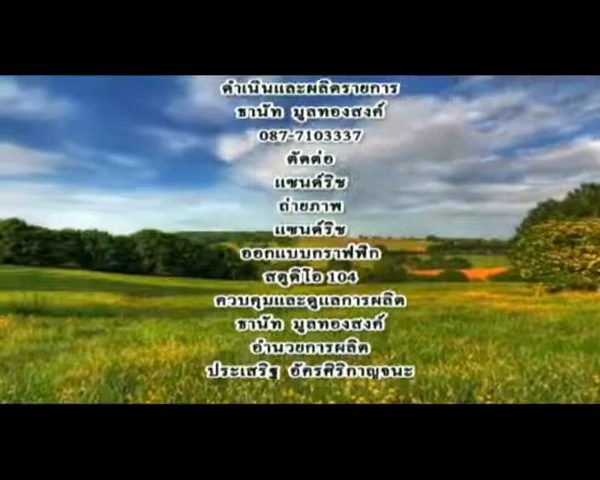 ดำเนินและผลิตรายการ
ธานัท มูลทองสงค์
087-7103337
ตัดต่อ
แซนด์ริช
ถ่ายภาพ
แซนด์ริช
ออกแบบกราฟฟิก
สตูดิโอ 104
ควบคุมและดูแลการผลิต
ธานัท มูลทองสงค์
อำนวยการผลิต
ประเสริฐ อัครศิริกาญจนะ